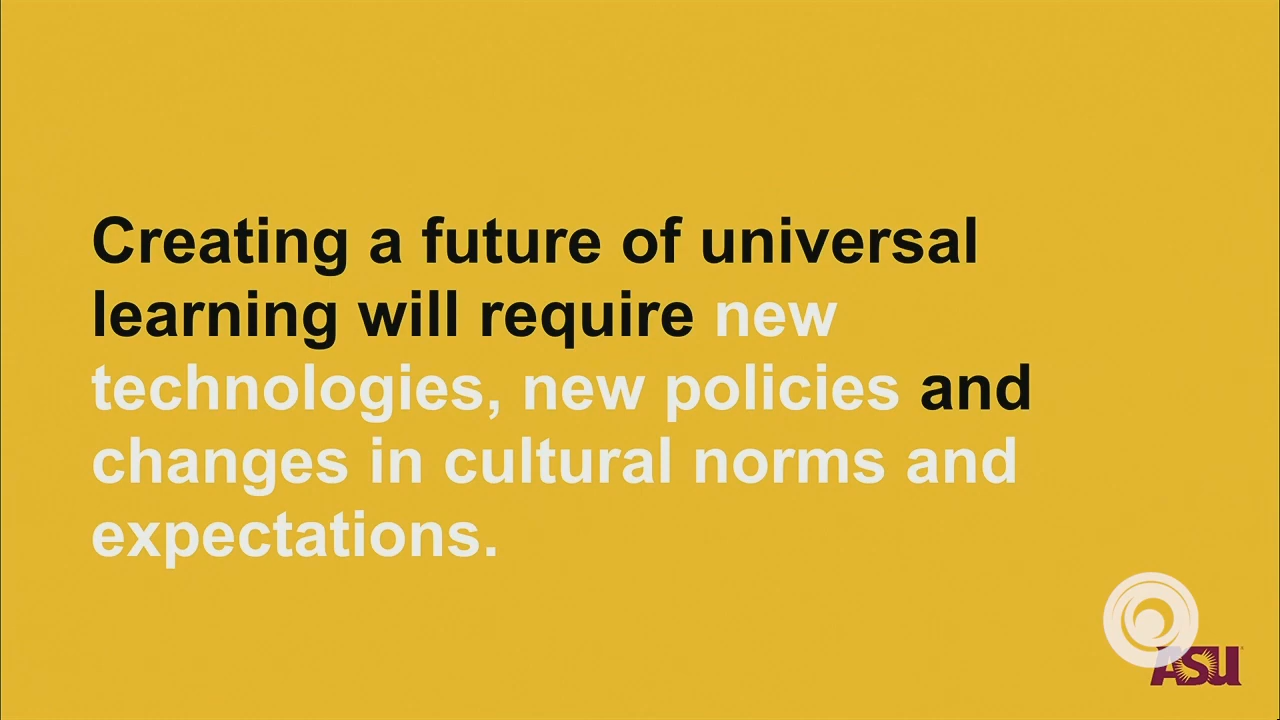 Creating a future of universal
learning will require new
technologies, new policies and
changes in cultural norms and
expectations.
ASU